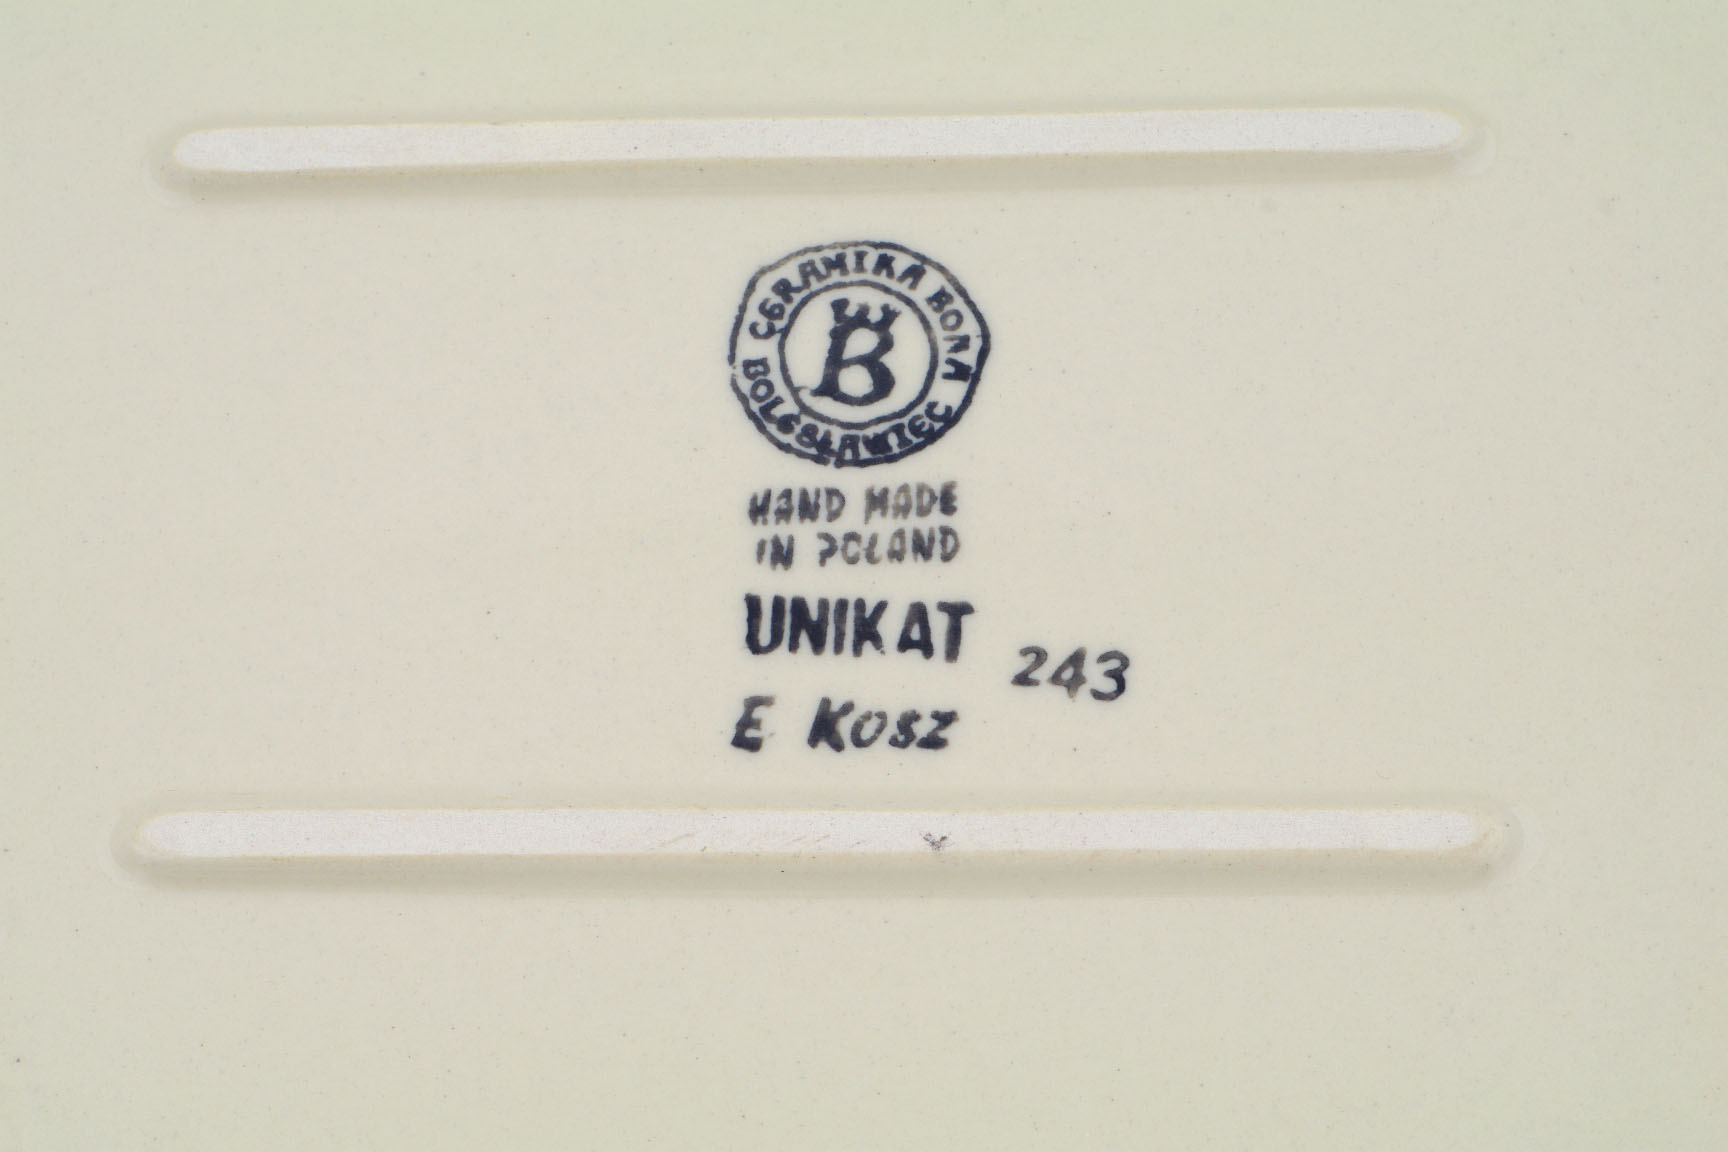 CERAMIKA BONA
B
BOLESŁAWIEC
HAND MADE
IN POLAND
UNIKAT
243
E KOSZ